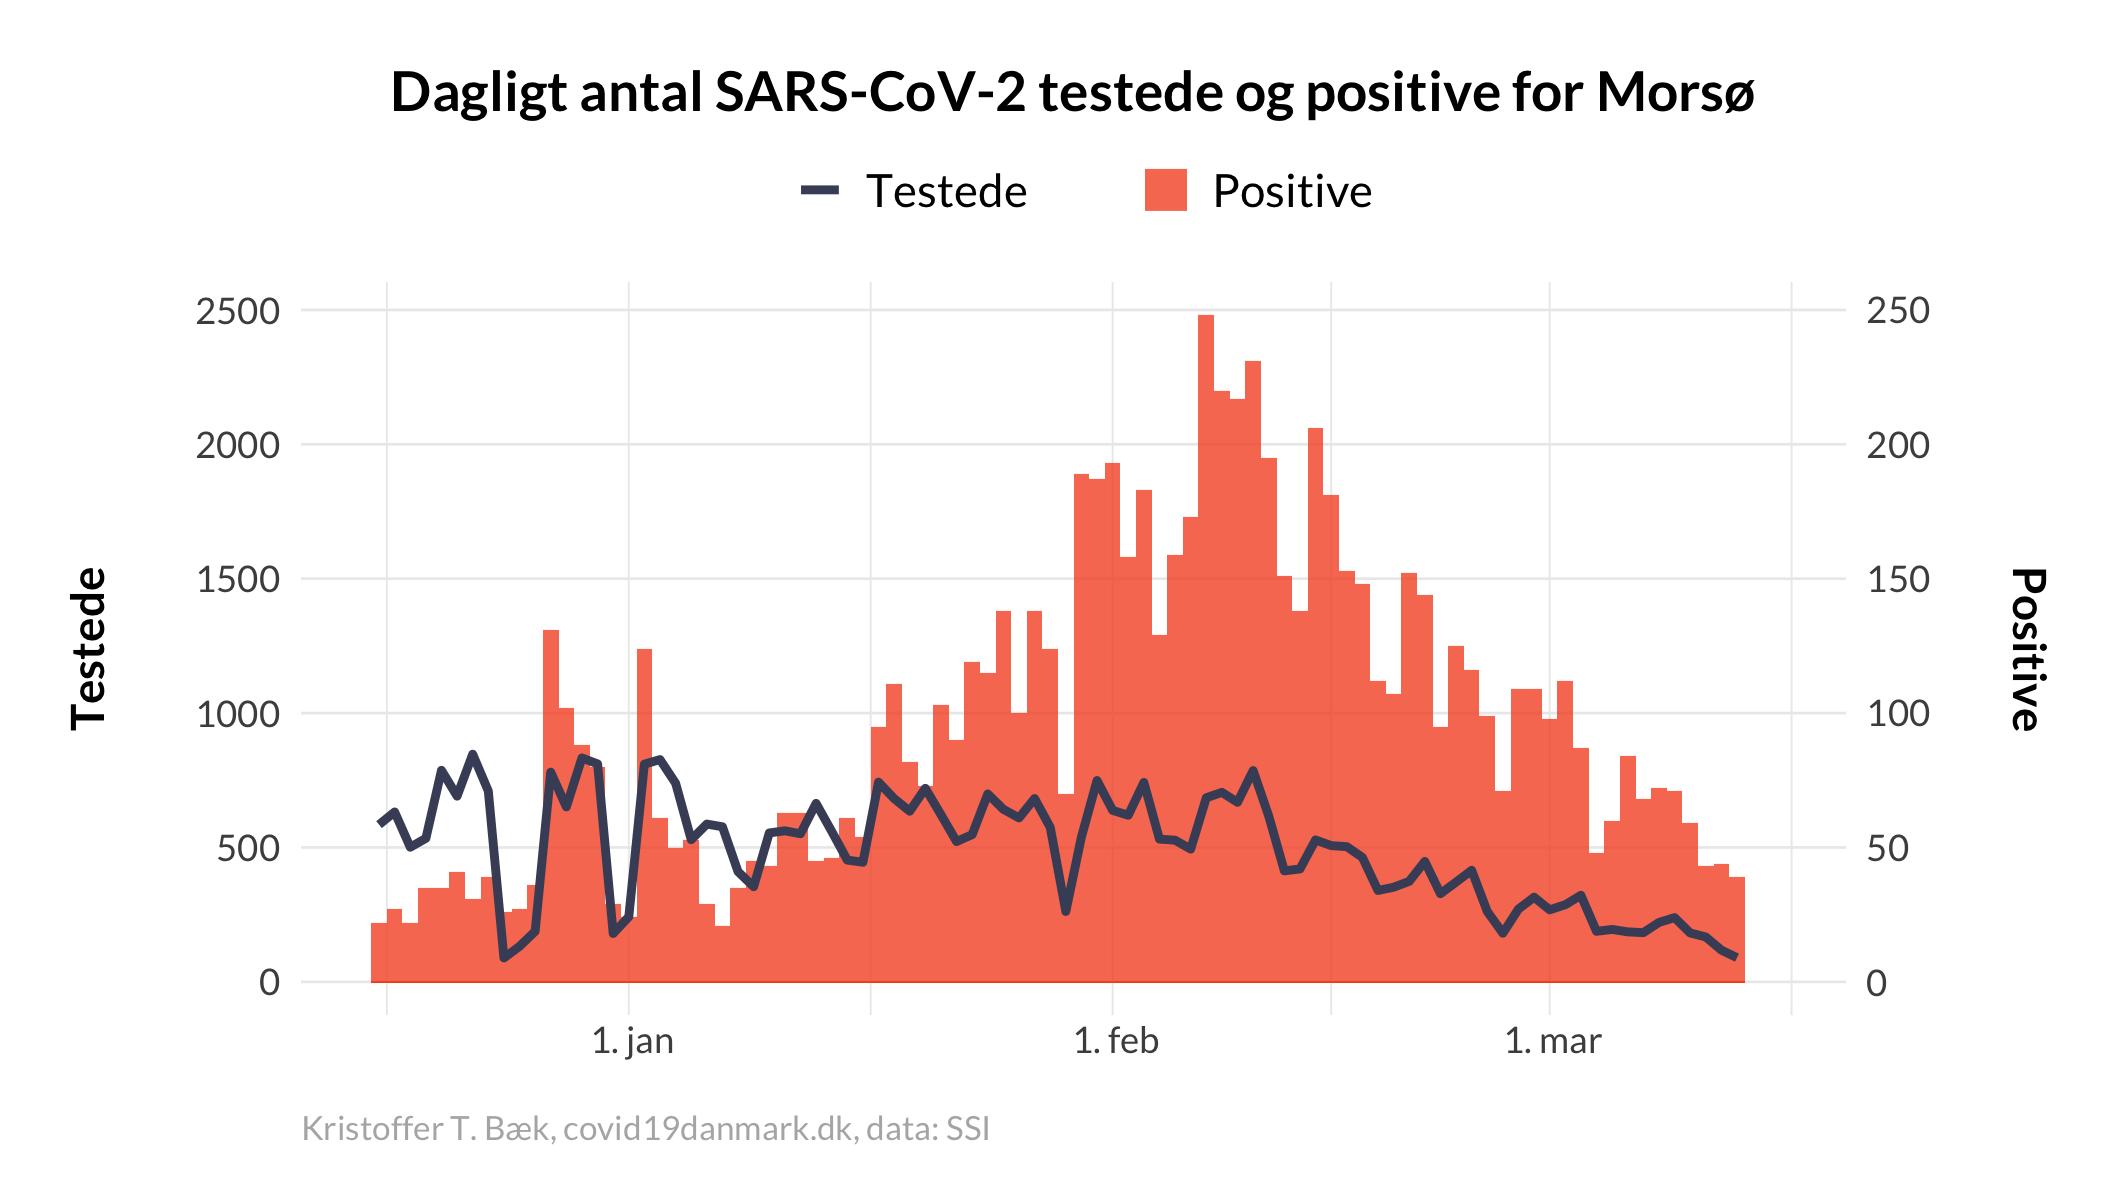 Dagligt antal SARS-CoV-2 testede og positive for Morsø
Testede
Positive
2500
2000
1500
1000
500
0
Testede
250
200
150
100
50
0
Positive
1. jan
1. feb
1. mar
Kristoffer T. Bæk, covid19danmark.dk, data: SSI